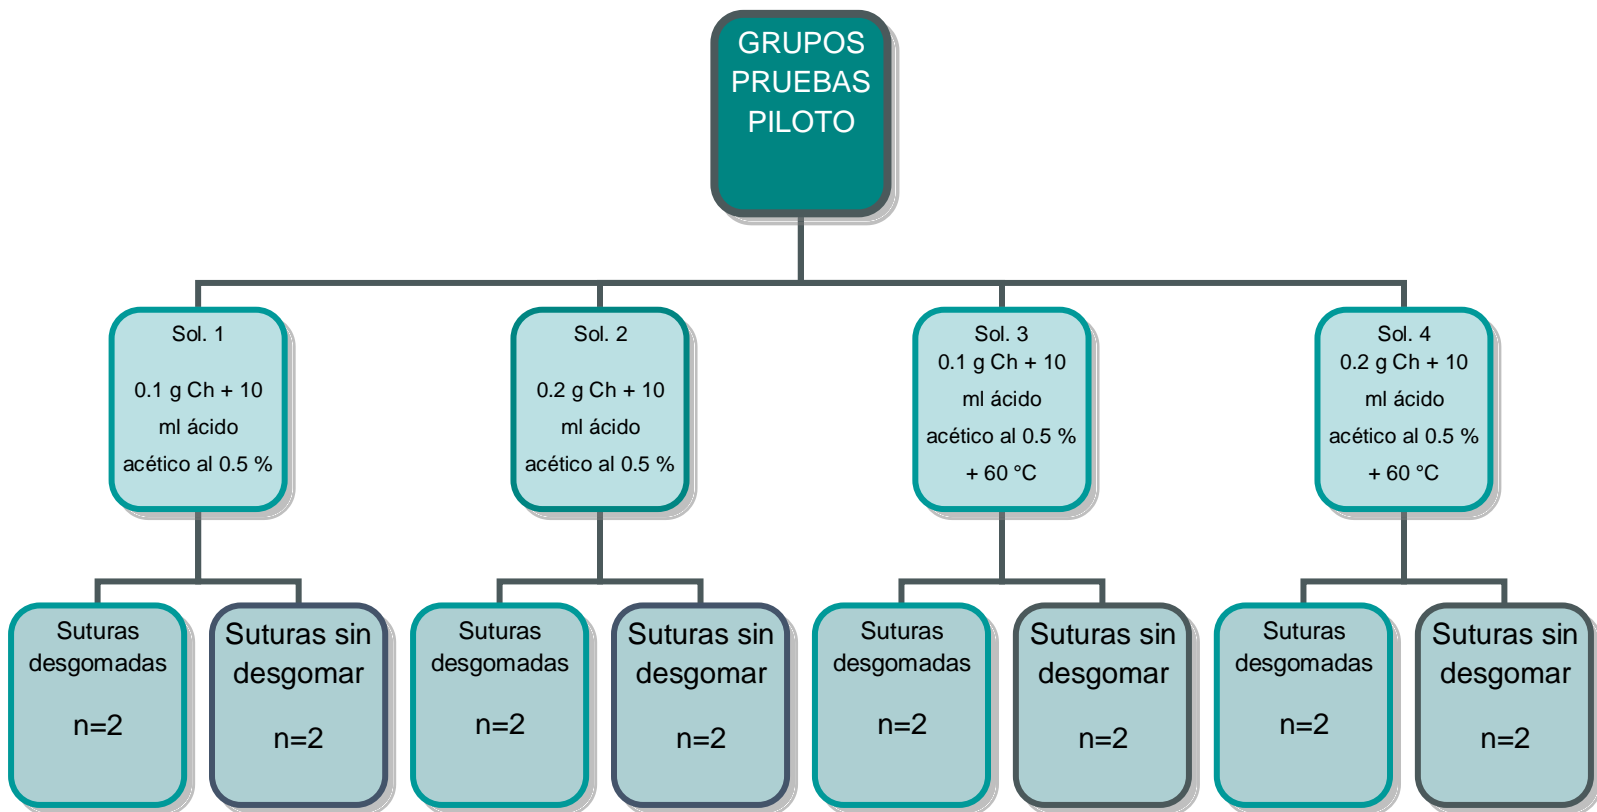 GRUPOS
PRUEBAS
PILOTO
Sol. 1
0.1 g Ch + 10
ml ácido
acético al 0.5 %
Sol. 2
0.2 g Ch + 10
ml ácido
acético al 0.5 %
Sol. 3
0.1 g Ch + 10
ml ácido
acético al 0.5 %
+ 60 °C
Sol. 4
0.2 g Ch + 10
ml ácido
acético al 0.5 %
+ 60 °C
Suturas
desgomadas
n=2
Suturas sin
desgomar
n=2
Suturas
desgomadas
n=2
Suturas sin
desgomar
n=2
Suturas
desgomadas
n=2
Suturas sin
desgomar
n=2
Suturas
desgomadas
n=2
Suturas sin
desgomar
n=2